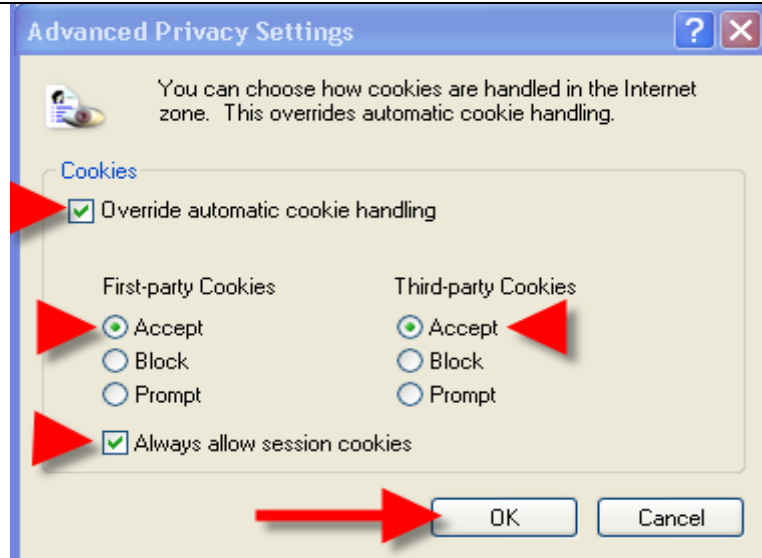 Advanced Privacy Settings
?
You can choose how cookies are handled in the Internet
zone. This overrides automatic cookie handling.
Cookies
Override automatic cookie handling
First-party Cookies
Third-party Cookies
Accept
Accept
Block
Block
Prompt
Prompt
Always allow session cookies
OK
Cancel